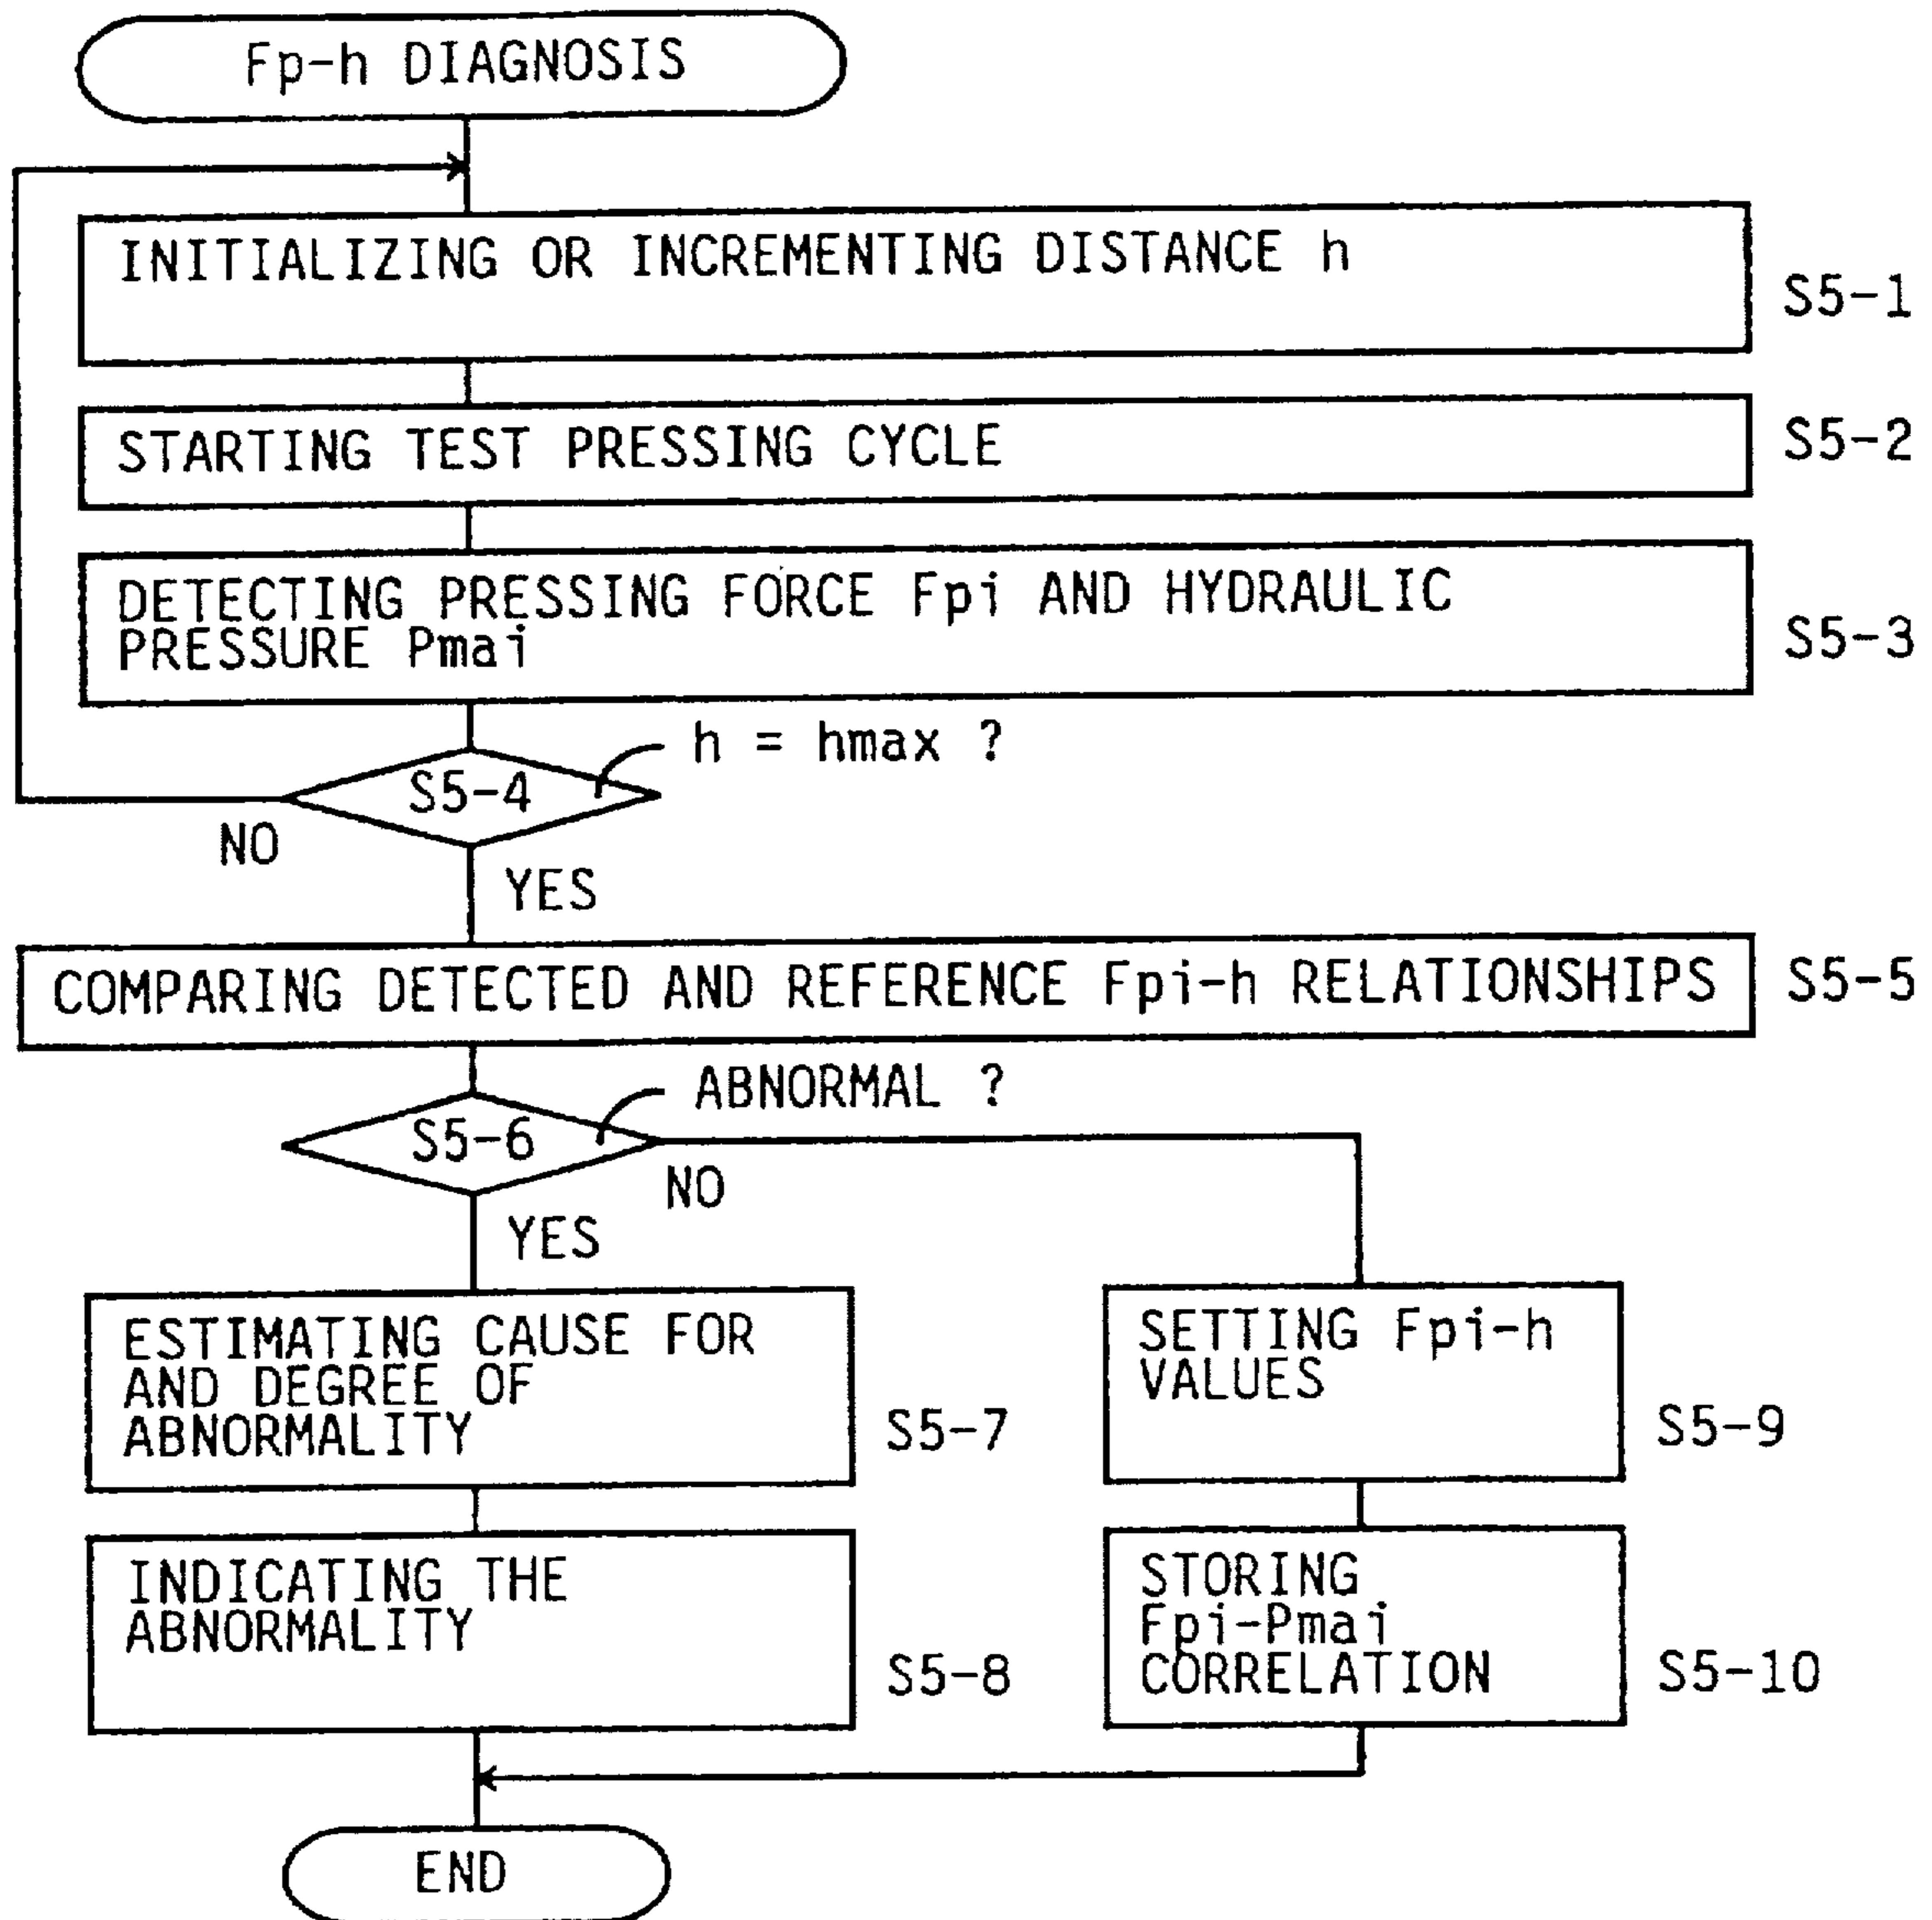 Fp-h DIAGNOSIS
INITIALIZING OR INCREMENTING DISTANCE h
S5-1
STARTING TEST PRESSING CYCLE
S5-2
DETECTING PRESSING FORCE Fpi AND HYDRAULIC
PRESSURE Pmai
S5-3
h = hmax ?
S5-4
NO
YES
COMPARING DETECTED AND REFERENCE Fpi-h RELATIONSHIPS
S5-5
ABNORMAL ?
S5-6
NO
YES
ESTIMATING CAUSE FOR
AND DEGREE OF
ABNORMALITY
S5-7
SETTING Fpi-h
VALUES
S5-9
INDICATING THE
ABNORMALITY
S5-8
STORING
Fpi-Pmai
CORRELATION
S5-10
END